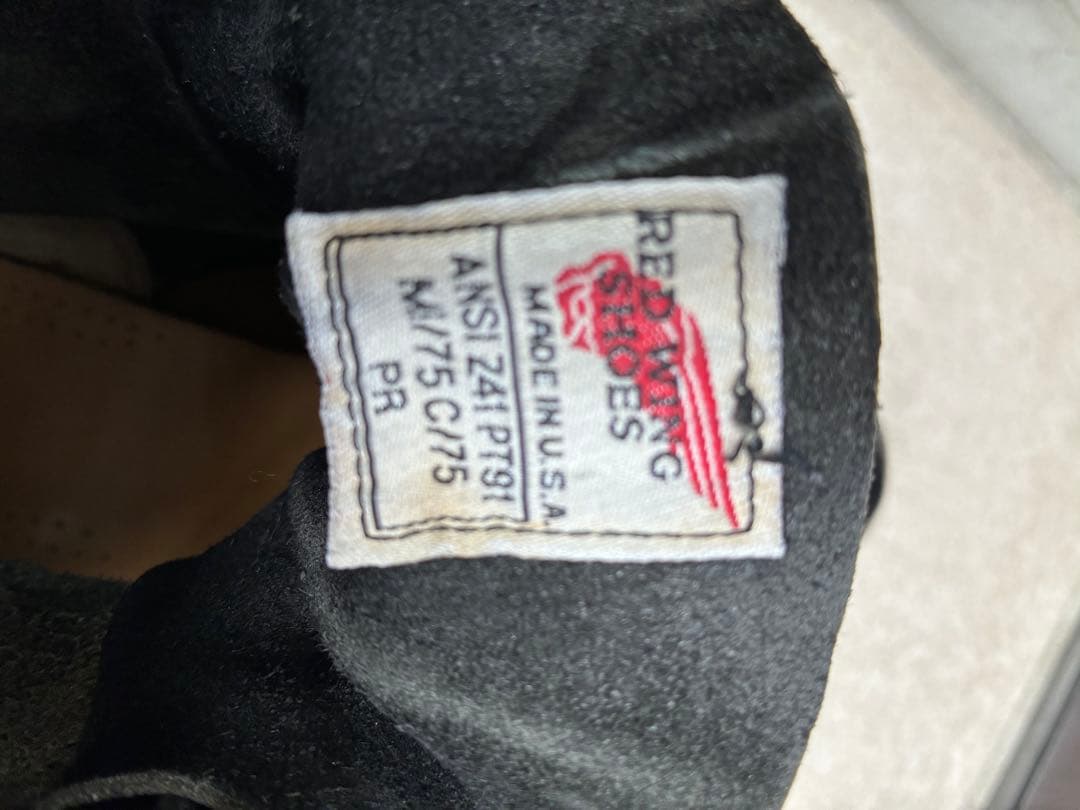 RED WING
SHOES
MADE IN U.S.A.
ANSI Z41 PT91
M/I/75 C/75
PR